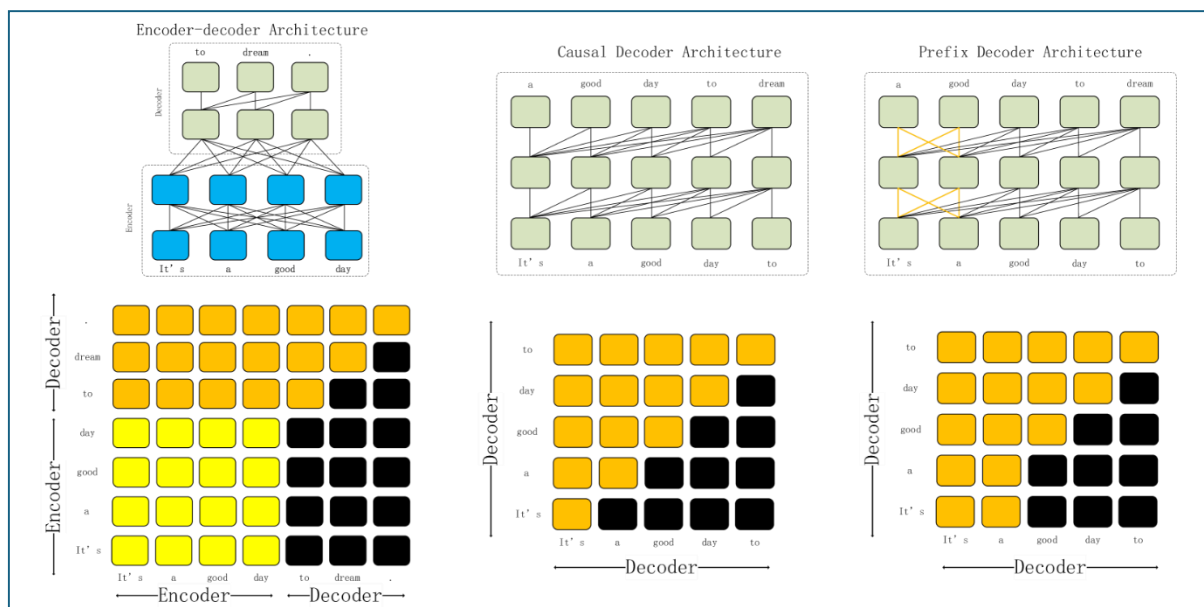 Encoder-decoder Architecture
to dream .
Decoder
Encoder
It's a good day
Causal Decoder Architecture
a good day to dream
It's a good day to
Prefix Decoder Architecture
a good day to dream
It's a good day to
Decoder
Encoder
.
dream
to
day
good
a
It's
It's a good day to dream .
Encoder Decoder
Decoder
to
day
good
a
It's
It's a good day to
Decoder
Decoder
to
day
good
a
It's
It's a good day to
Decoder